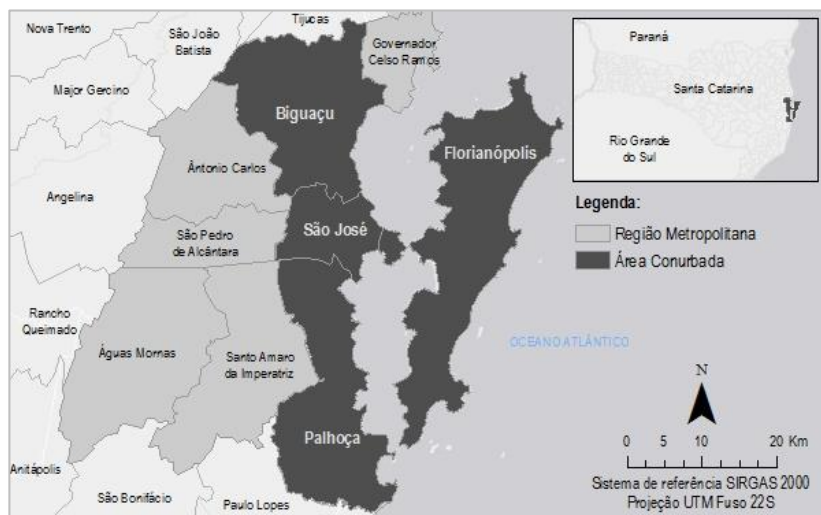 Nova Trento
São João
Batista
Tijucas
Governador
Celso Ramos
Major Gercino
Biguaçu
Florianópolis
Ântonio Carlos
Angelina
São Pedro
de Alcântara
São José
Rancho
Queimado
Águas Mornas
Santo Amaro
da Imperatriz
Palhoça
Anitápolis
São Bonifácio
Paulo Lopes
Paraná
Santa Catarina
Rio Grande
do Sul
Legenda:
Região Metropolitana
Área Conurbada
OCEANO ATLÂNTICO
N
0 5 10 20 Km
Sistema de referência SIRGAS 2000
Projeção UTM Fuso 22S